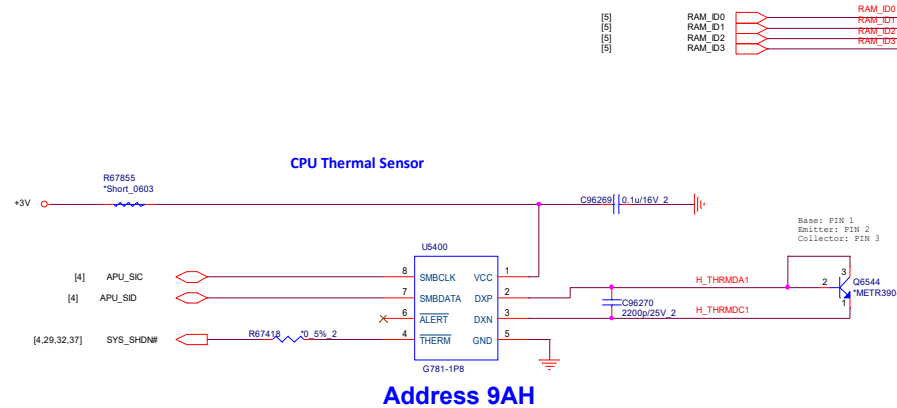 [5] RAM_ID0 RAM_ID0
[5] RAM_ID1 RAM_ID1
[5] RAM_ID2 RAM_ID2
[5] RAM_ID3 RAM_ID3
CPU Thermal Sensor
R67855
*Short_0603
+3V
C96269 0.1u/16V_2
Base: PIN 1
Emitter: PIN 2
Collector: PIN 3
U5400
[4] APU_SIC 8 SMBCLK VCC 1
[4] APU_SID 7 SMBDATA DXP 2
6 ALERT DXN 3
[4,29,32,37] SYS_SHDN# R67418 *0_5%_2 4 THERM GND 5
G781-1P8
H_THRMDA1
C96270
2200p/25V_2
H_THRMDC1
3
2
1
Q6544
*METR390
Address 9AH